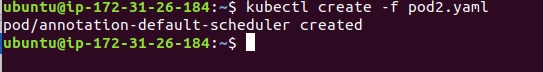 ubuntu@ip-172-31-26-184:~$ kubectl create -f pod2.yaml
pod/annotation-default-scheduler created
ubuntu@ip-172-31-26-184:~$